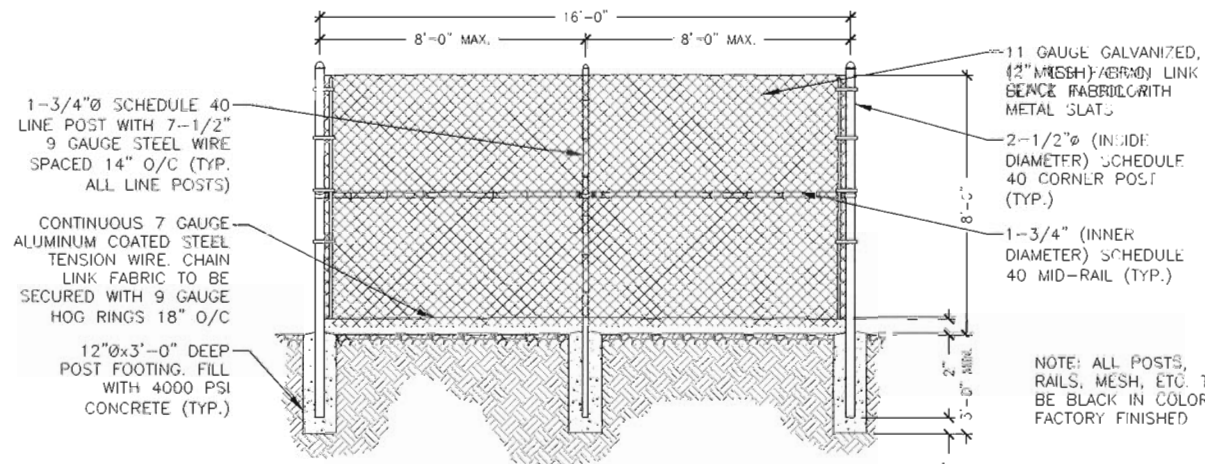 16'-0"
8'-0" MAX.
8'-0" MAX.
1-3/4"Ø SCHEDULE 40
LINE POST WITH 7-1/2"
9 GAUGE STEEL WIRE
SPACED 14" O/C (TYP.
ALL LINE POSTS)
CONTINUOUS 7 GAUGE
ALUMINUM COATED STEEL
TENSION WIRE. CHAIN
LINK FABRIC TO BE
SECURED WITH 9 GAUGE
HOG RINGS 18" O/C
12"Øx3'-0" DEEP
POST FOOTING. FILL
WITH 4000 PSI
CONCRETE (TYP.)
11 GAUGE GALVANIZED,
LINK
METAL SLATS
2-1/2"Ø (INSIDE
DIAMETER) SCHEDULE
40 CORNER POST
(TYP.)
1-3/4" (INNER
DIAMETER) SCHEDULE
40 MID-RAIL (TYP.)
2"
3'-0" MIN.
NOTE: ALL POSTS,
RAILS, MESH, ETC. T
BE BLACK IN COLOR
FACTORY FINISHED